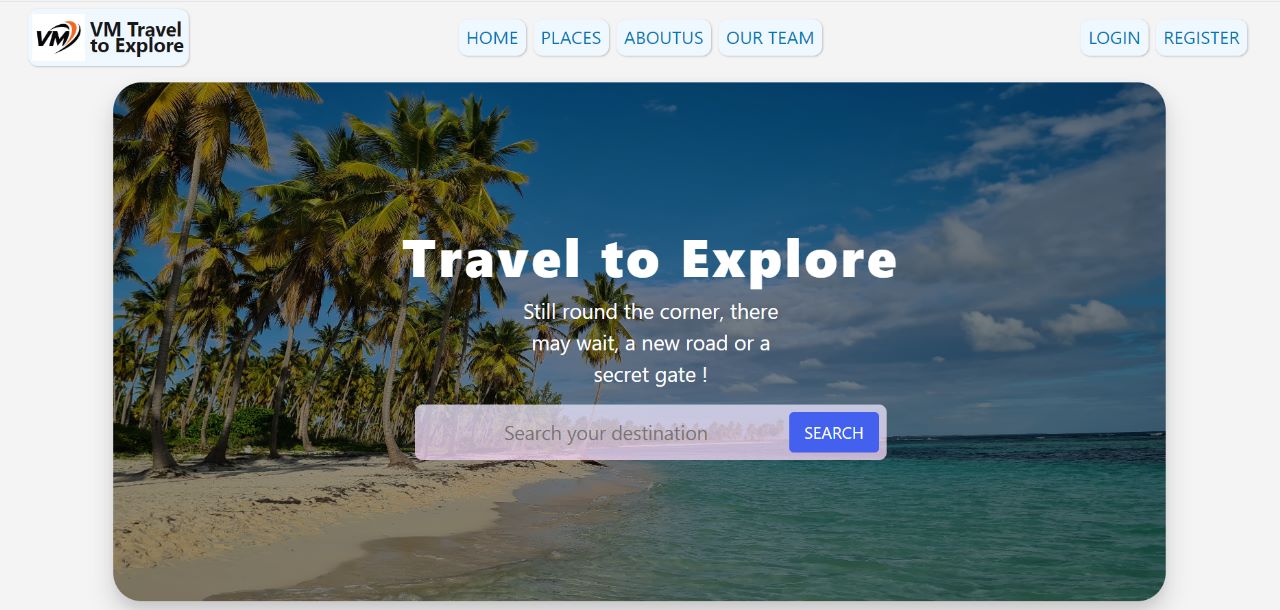 VM
VM Travel
to Explore
HOME
PLACES
ABOUTUS
OUR TEAM
LOGIN
REGISTER
Travel to Explore
Still round the corner, there
may wait, a new road or a
secret gate !
Search your destination
SEARCH